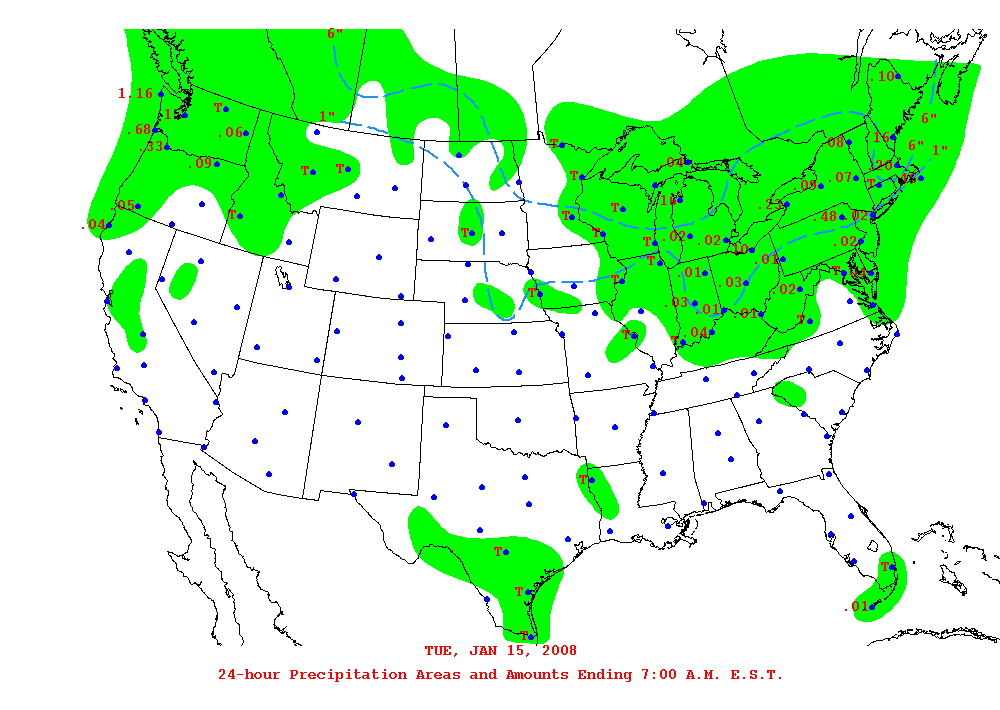 6"
.10
1.16
T
.15
1"
6"
.68
.06
.16
.33
T
.08
6" 1"
.09
T T
T
.04
.20
.07
.09
.05
T
T
T
.16
.23
.48 .02
.04
T
T
T
.02
.02
.10
.02
T
.01
.01
T .04
T
.03
.02
T
.03
.01
.01
T
T
.04
T
T
T
T
T
.01
T
TUE, JAN 15, 2008
24-hour Precipitation Areas and Amounts Ending 7:00 A.M. E.S.T.